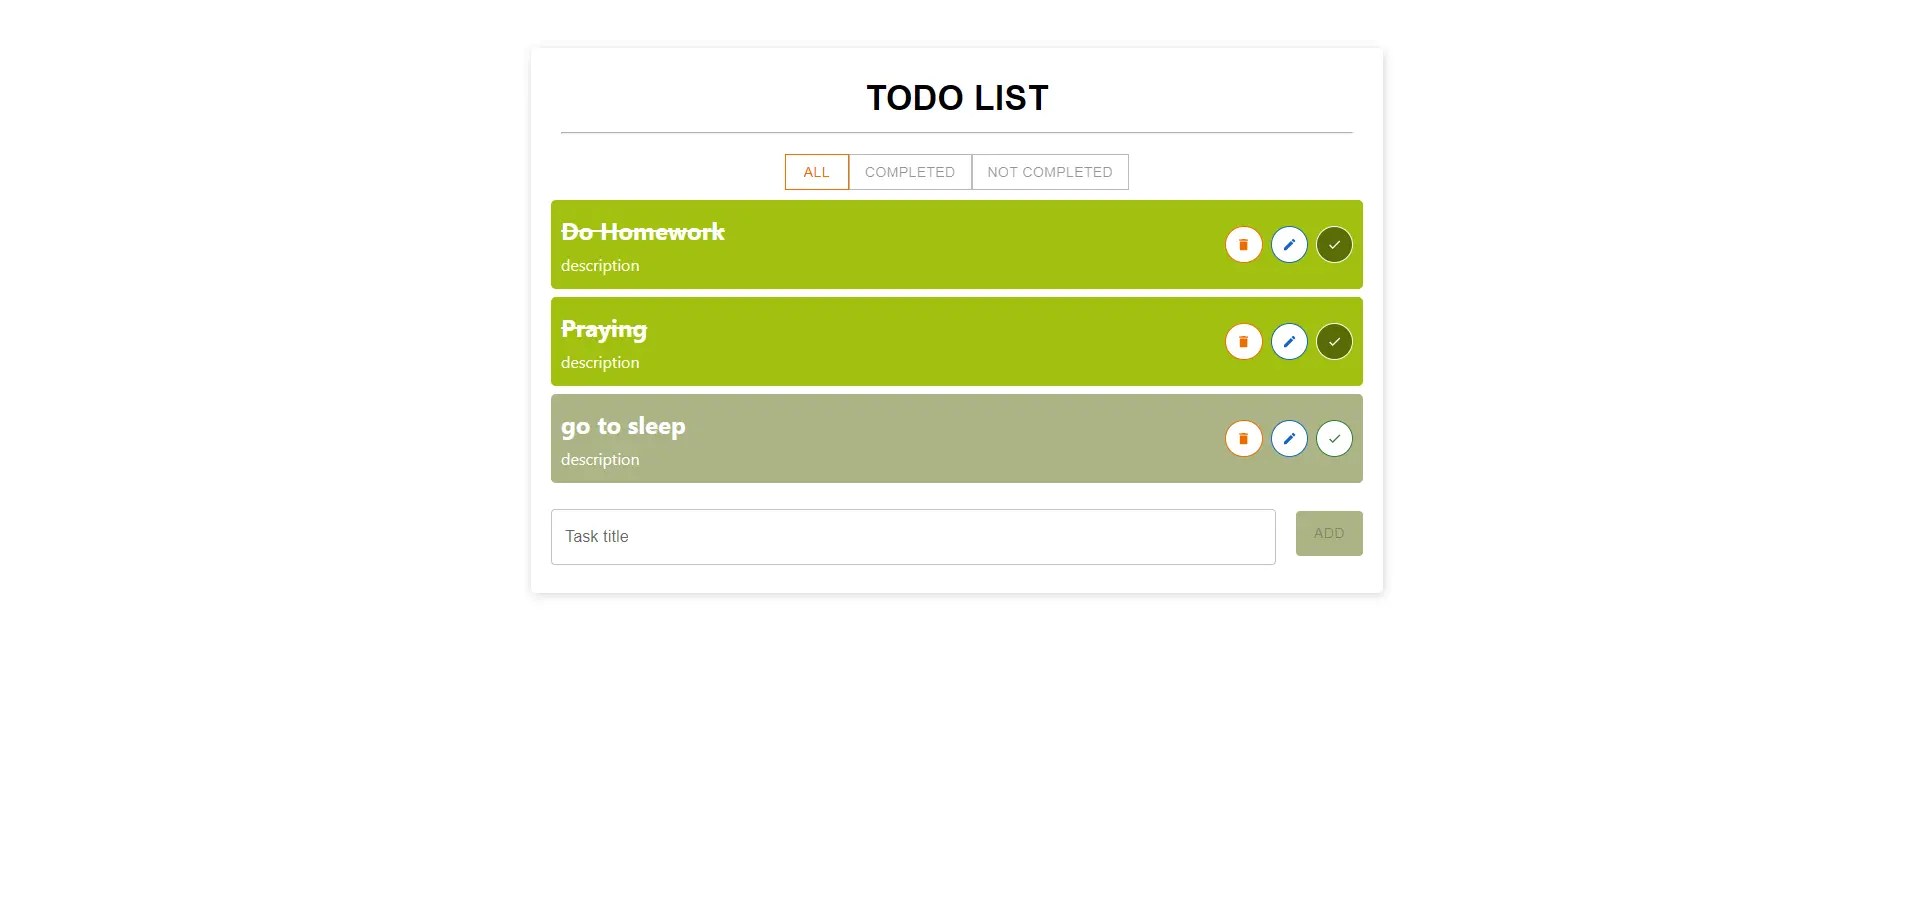 TODO LIST
ALL COMPLETED NOT COMPLETED
Do Homework
description
Praying
description
go to sleep
description
Task title ADD